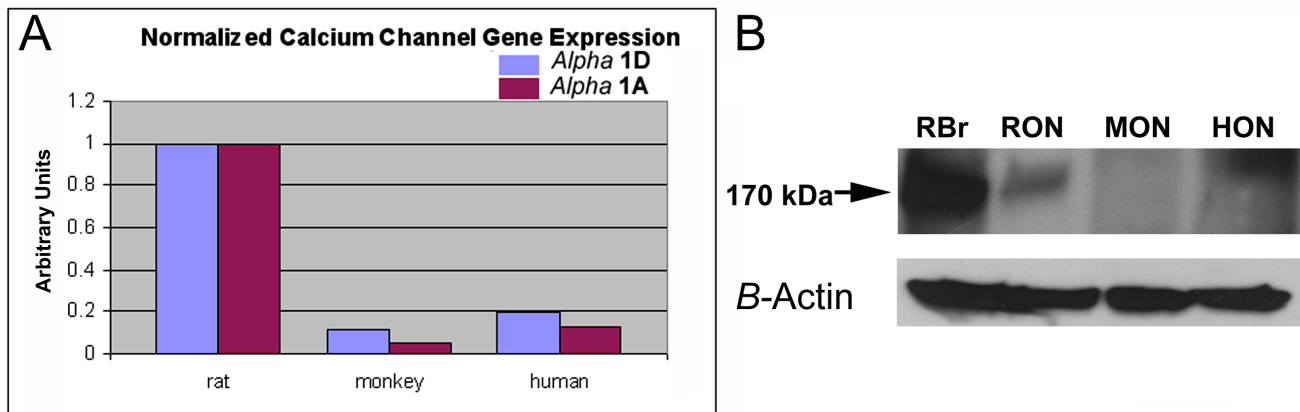 A
Normalized Calcium Channel Gene Expression
Alpha 1D
Alpha 1A
Arbitrary Units
1.2
1
0.8
0.6
0.4
0.2
0
rat monkey human
B
RBr RON MON HON
170 kDa
B-Actin